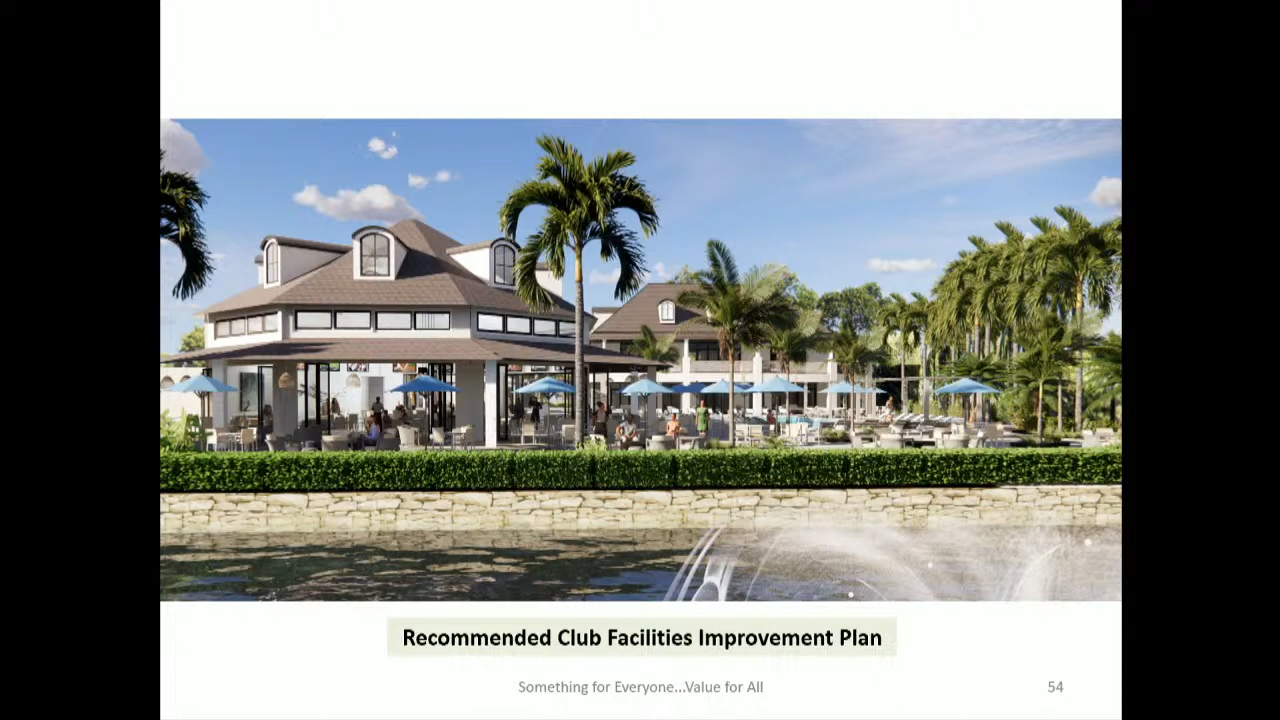 Recommended Club Facilities Improvement Plan
Something for Everyone...Value for All
54